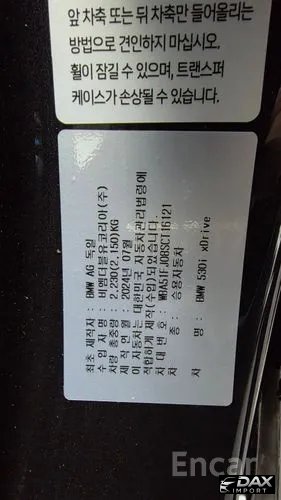 앞 차축 또는 뒤 차축만 들어올리는
방법으로 견인하지 마십시오.
휠이 잠길 수 있으며, 트랜스퍼
케이스가 손상될 수 있습니다.
최초 제작자 : BMW AG 독일
수 입 자 명 : 비엠더블유코리아(주)
차량 총중량 : 2,230(2,150)KG
제 작 연 월 : 2024년 07월
이 자동차는 대한민국 자동차관리법령에
적합하게 제작(수입)되었습니다.
차 대 번 호 : WBA51FJ08SCT16121
차 종 : 승용자동차
차 명 : BMW 530i xDrive
Encar
DAX
IMPORT